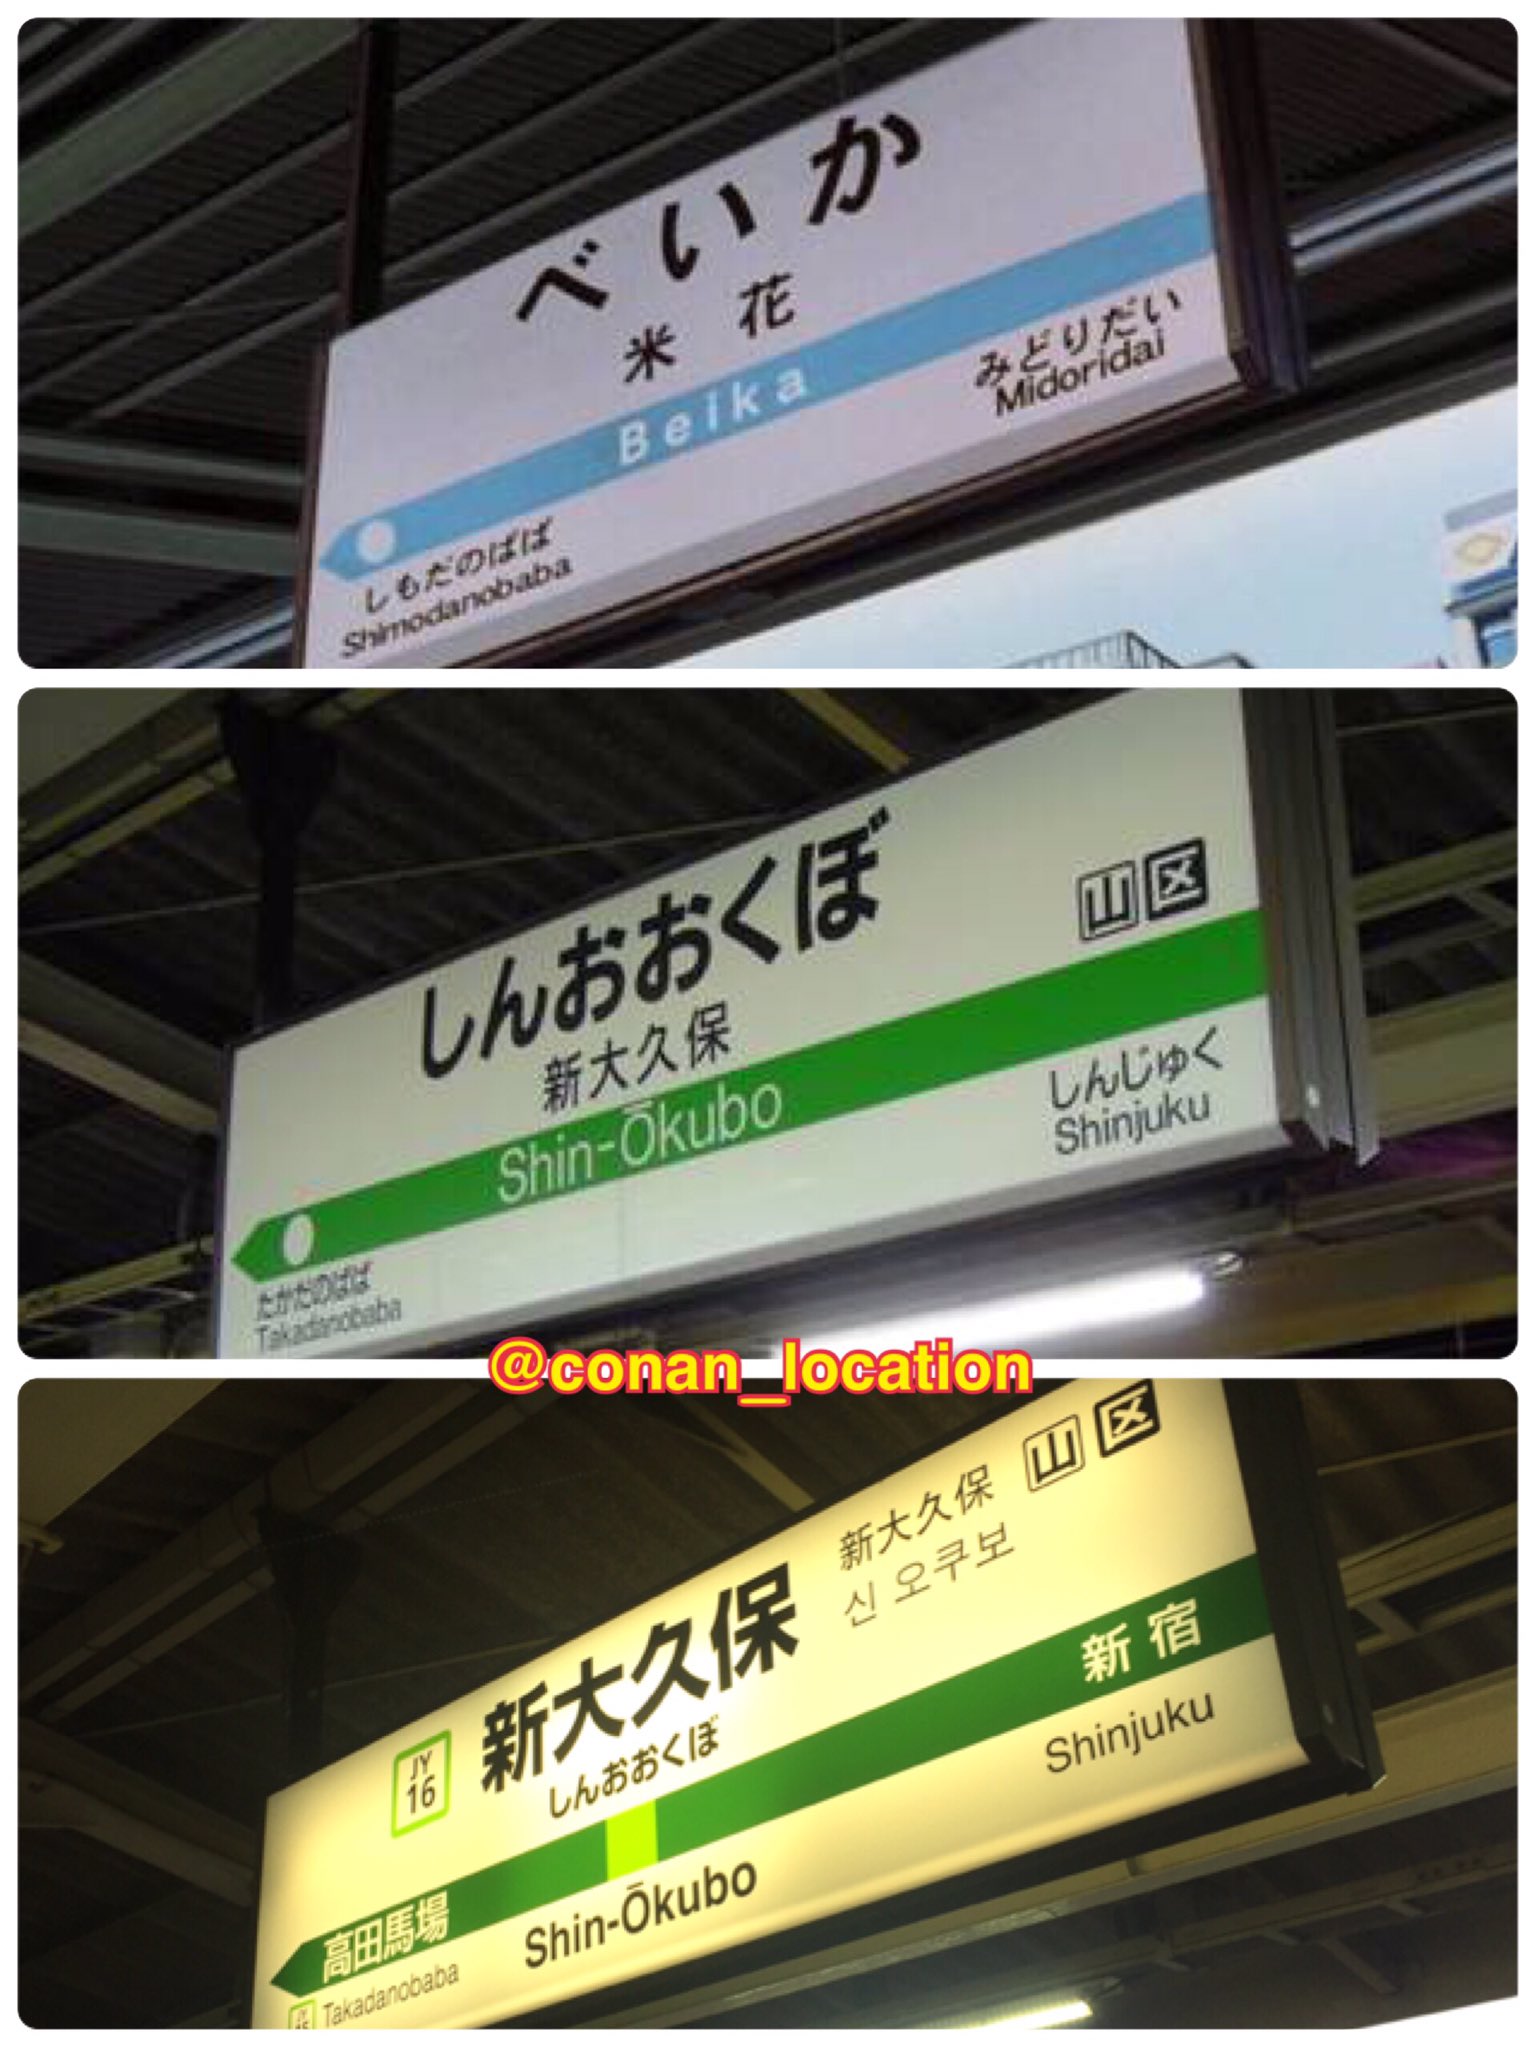 べいか
米花
Beika
みどりだい
Midoridai
しもだのばば
Shimodanobaba
しんおおくぼ
山区
新大久保
Shin-Ōkubo
しんじゅく
Shinjuku
たかだのばば
Takadanobaba
@conan_location
山区
新大久保
신오쿠보
JY
16
新大久保
しんおおくぼ
新宿
Shinjuku
高田馬場
Shin-Ōkubo
JY
Takadanobaba